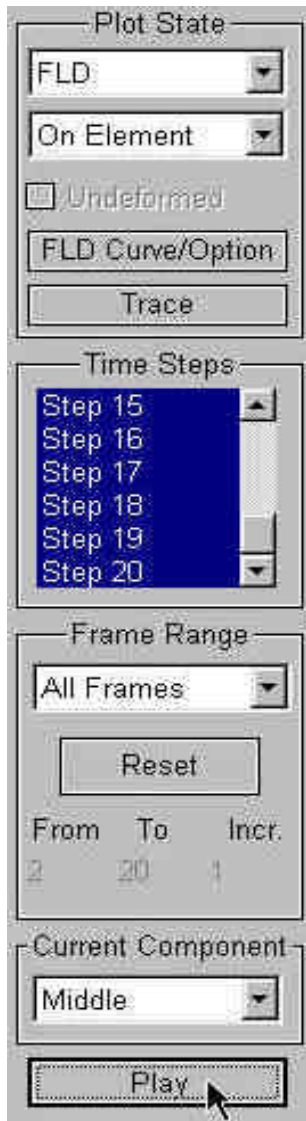 Plot State
FLD
On Element
Undeformed
FLD Curve/Option
Trace
Time Steps
Step 15
Step 16
Step 17
Step 18
Step 19
Step 20
Frame Range
All Frames
Reset
From To Incr.
2 20 1
Current Component
Middle
Play